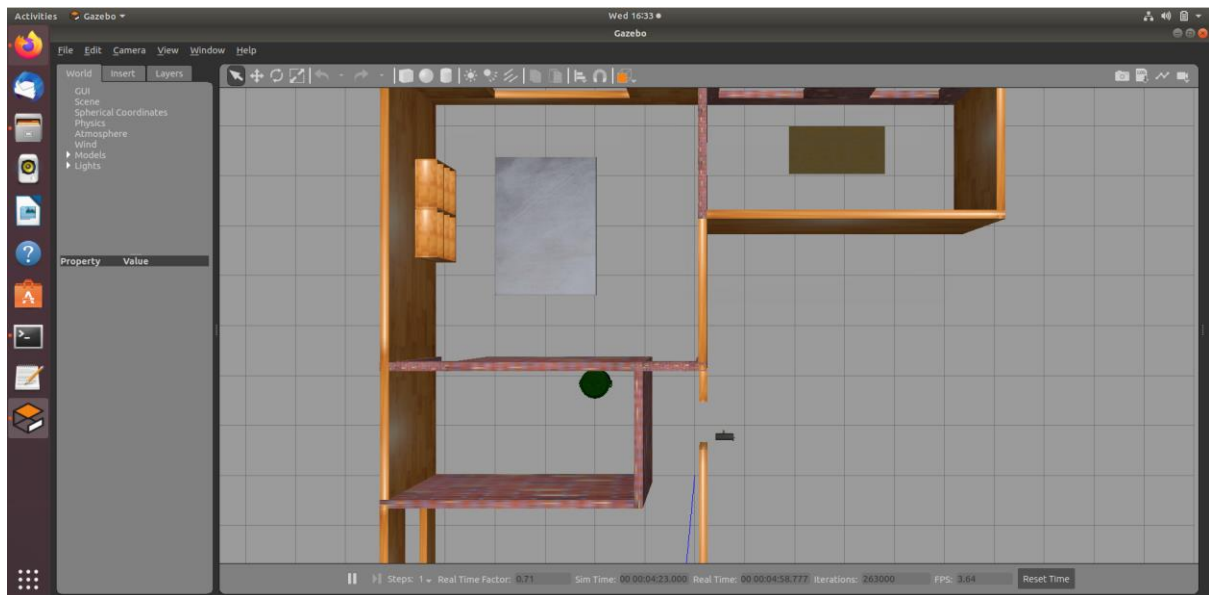 Activities Gazebo Wed 16:33
Gazebo
File Edit Camera View Window Help
World Insert Layers
GUI
Scene
Spherical Coordinates
Physics
Atmosphere
Wind
Models
Lights
Property Value
Steps: 1 Real Time Factor: 0.71 Sim Time: 00 00:04:23.000 Real Time: 00 00:04:58.777 Iterations: 263000 FPS: 3.64 Reset Time